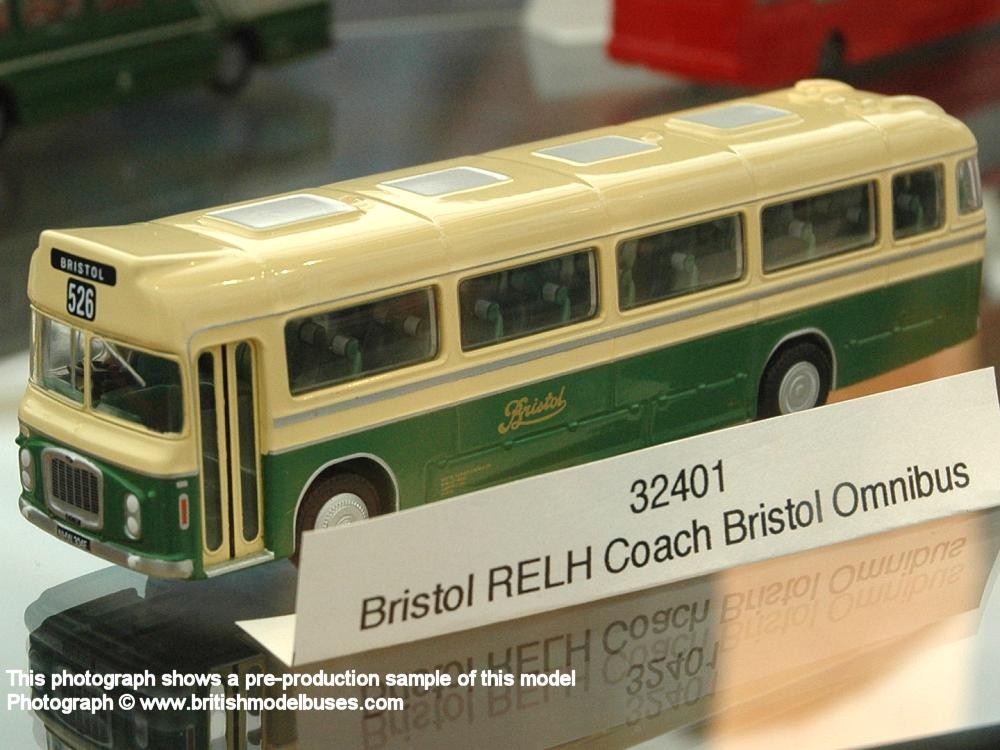 BRISTOL
526
Bristol
32401
Bristol RELH Coach Bristol Omnibus
This photograph shows a pre-production sample of this model
Photograph © www.britishmodelbuses.com